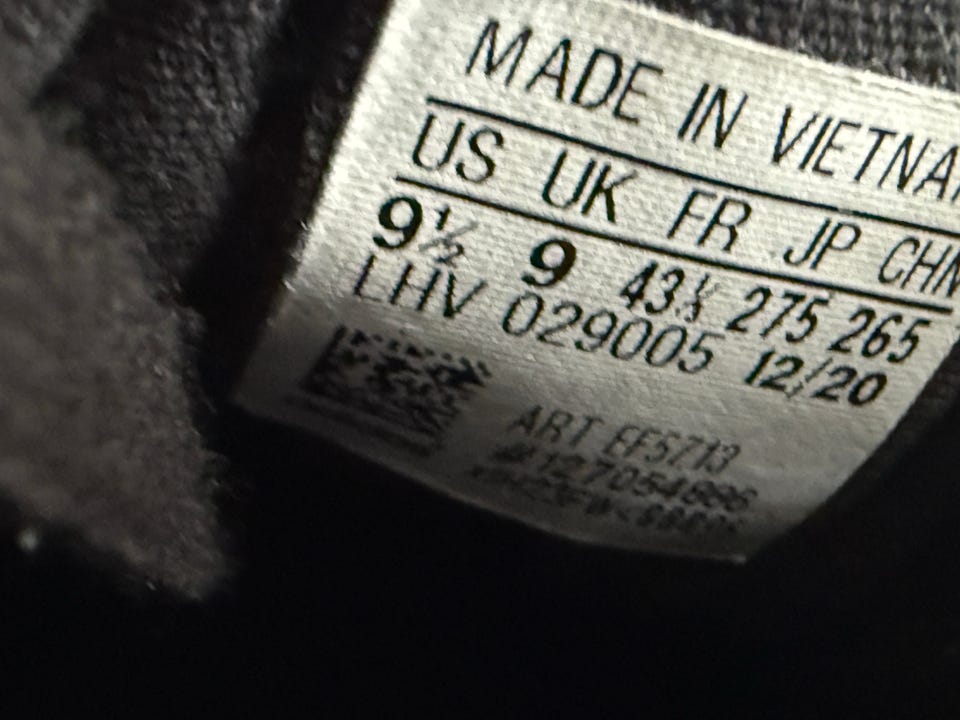 MADE IN VIETNA
US UK FR JP CHN
9½ 9 43⅓ 275 265
LHV 029005 12/20
ART EF5713